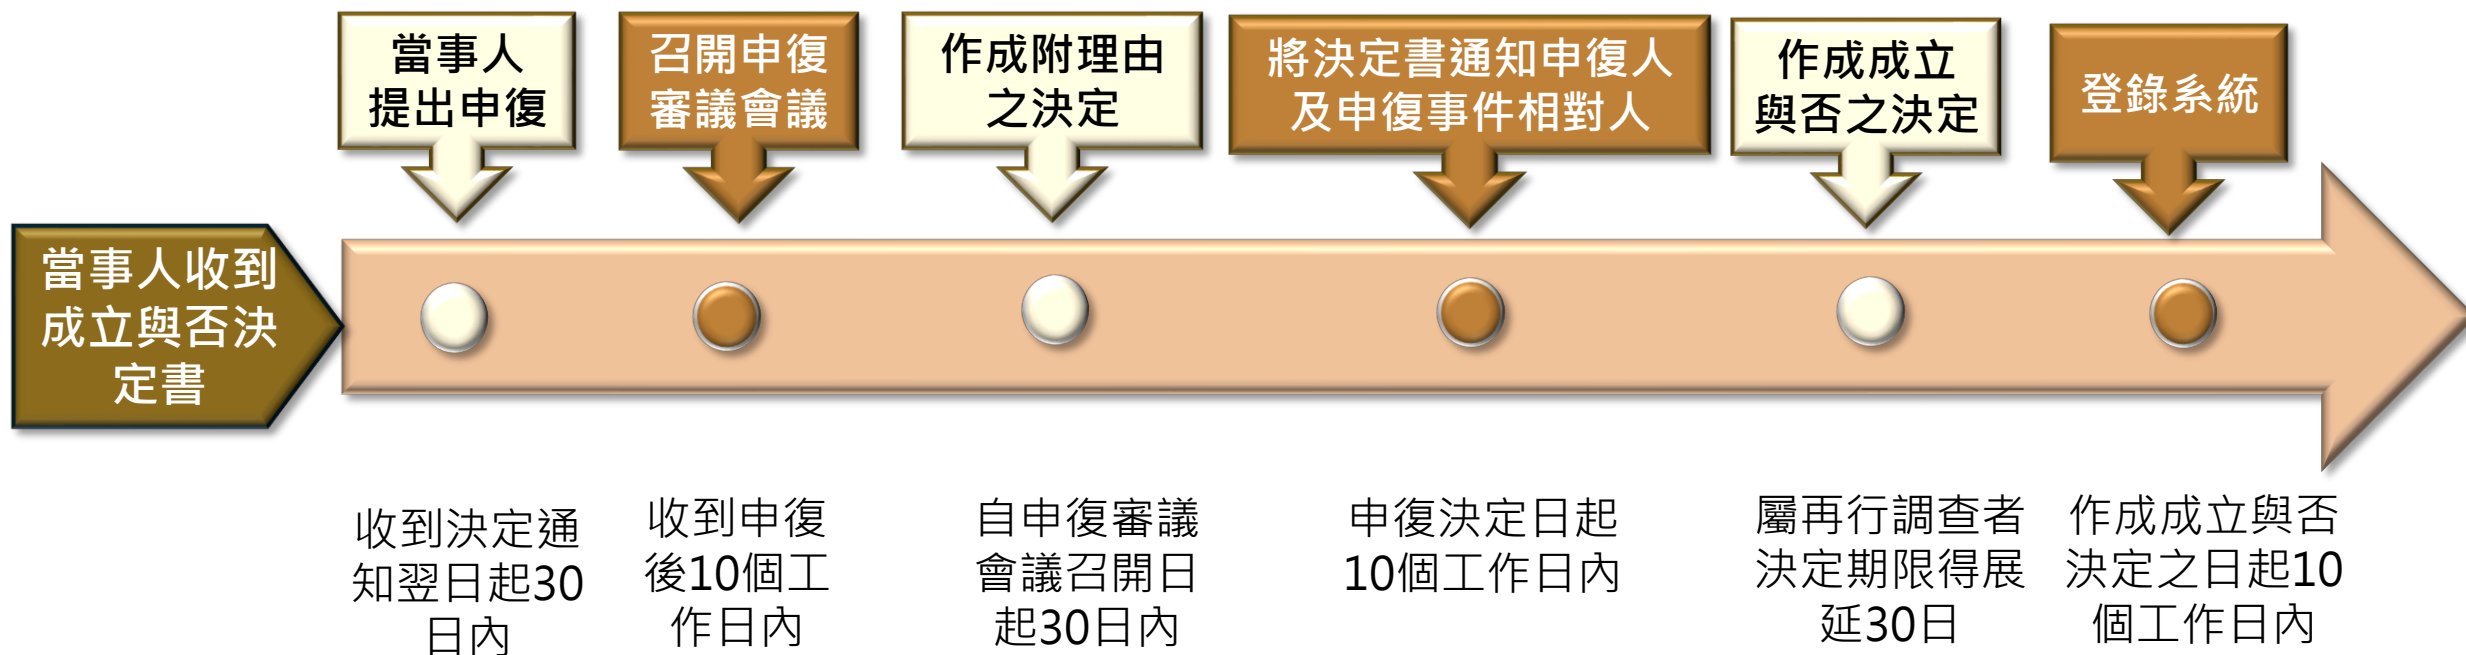 當事人
提出申復
召開申復
審議會議
作成附理由
之決定
將決定書通知申復人
及申復事件相對人
作成成立
與否之決定
登錄系統
當事人收到
成立與否決
定書
收到決定通
知翌日起30
日內
收到申復
後10個工
作日內
自申復審議
會議召開日
起30日內
申復決定日起
10個工作日內
屬再行調查者
決定期限得展
延30日
作成成立與否
決定之日起10
個工作日內